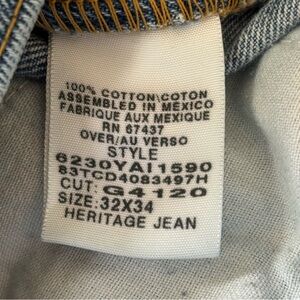 100% COTTON\COTON
ASSEMBLED IN MEXICO
FABRIQUE AUX MEXIQUE
RN 67437
OVER/AU VERSO
STYLE
6230YAI1590
83TCD4083497H
CUT: G4120
SIZE: 32X34
HERITAGE JEAN